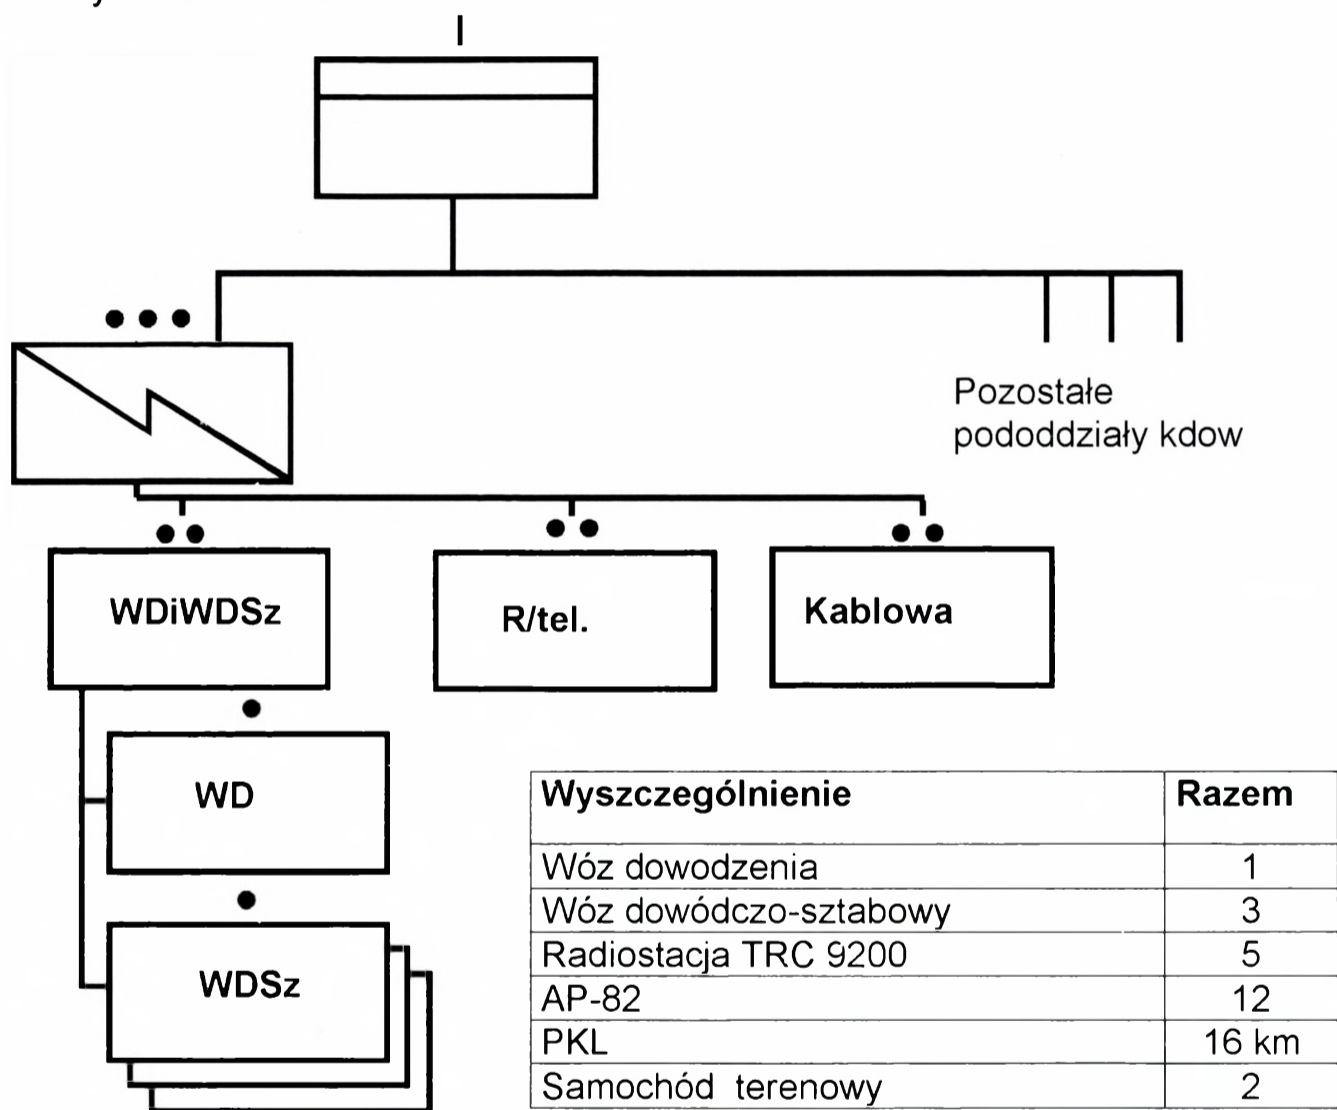 Pozostałe
pododdziały kdow
WDiWDSz
R/tel.
Kablowa
WD
WDSz
Wyszczególnienie Razem
Wóz dowodzenia 1
Wóz dowódczo-sztabowy 3
Radiostacja TRC 9200 5
AP-82 12
PKL 16 km
Samochód terenowy 2